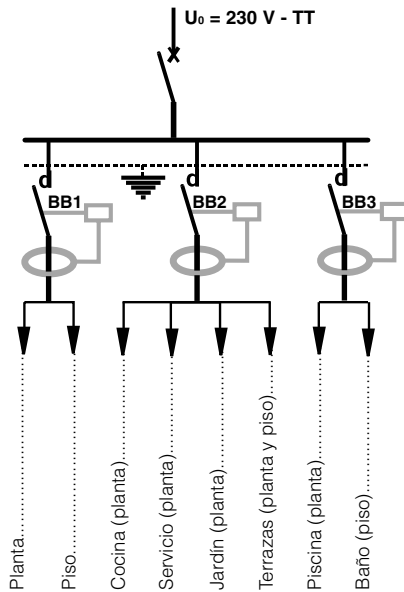 U₀ = 230 V - TT
d
d
d
BB1
BB2
BB3
Planta
Piso
Cocina (planta)
Servicio (planta)
Jardín (planta)
Terrazas (planta y piso)
Piscina (planta)
Baño (piso)